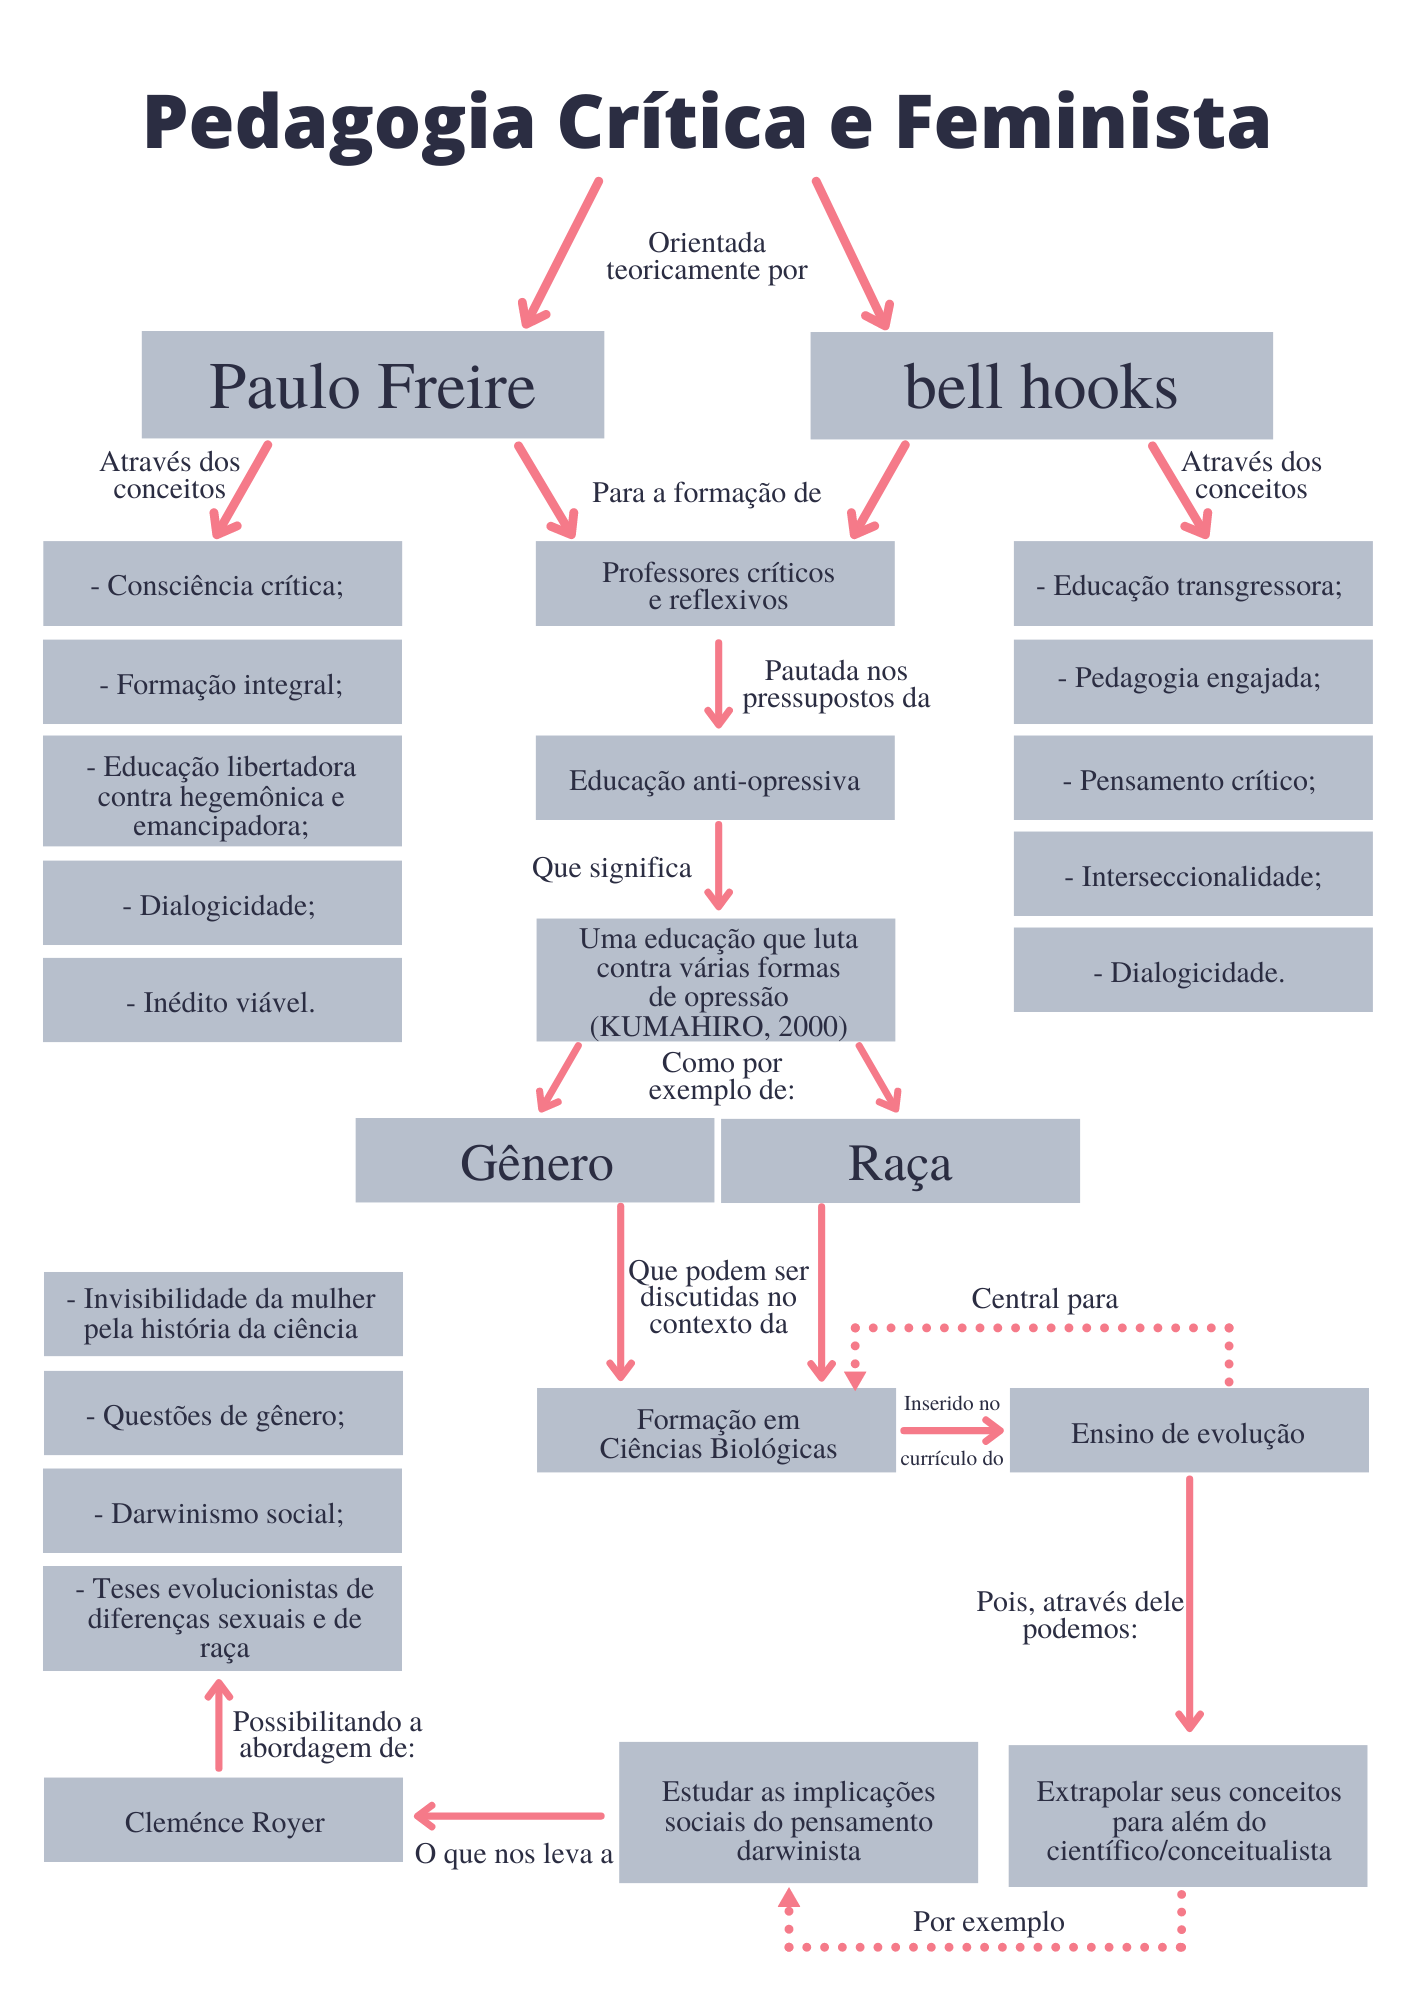 Pedagogia Crítica e Feminista
Orientada
teoricamente por
Paulo Freire
bell hooks
Através dos
conceitos
Para a formação de
Através dos
conceitos
- Consciência crítica;
- Formação integral;
- Educação libertadora
contra hegemônica e
emancipadora;
- Dialogicidade;
- Inédito viável.
Professores críticos
e reflexivos
Pautada nos
pressupostos da
Educação anti-opressiva
Que significa
Uma educação que luta
contra várias formas
de opressão
(KUMAHIRO, 2000)
- Educação transgressora;
- Pedagogia engajada;
- Pensamento crítico;
- Interseccionalidade;
- Dialogicidade.
Como por
exemplo de:
Gênero
Raça
Que podem ser
discutidas no
contexto da
Central para
Formação em
Ciências Biológicas
Inserido no
currículo do
Ensino de evolução
Pois, através dele
podemos:
Extrapolar seus conceitos
para além do
científico/conceitualista
Por exemplo
Estudar as implicações
sociais do pensamento
darwinista
O que nos leva a
Cleménce Royer
Possibilitando a
abordagem de:
- Invisibilidade da mulher
pela história da ciência
- Questões de gênero;
- Darwinismo social;
- Teses evolucionistas de
diferenças sexuais e de
raça